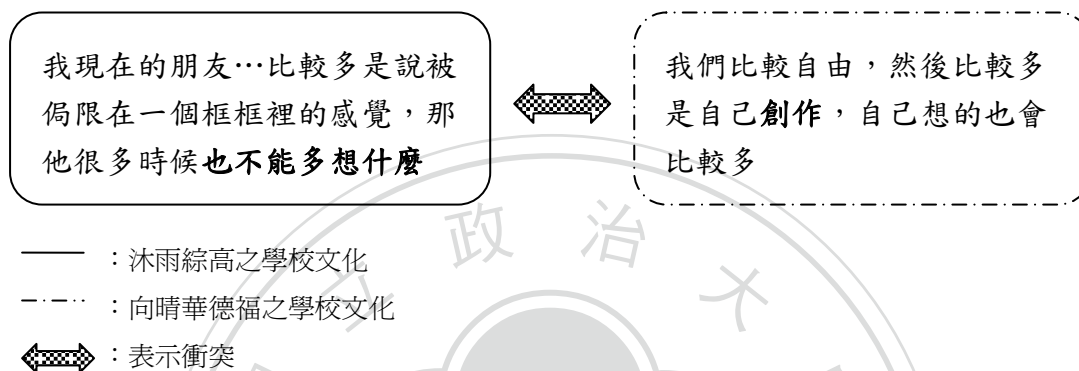 我現在的朋友…比較多是說被
侷限在一個框框裡的感覺,那
他很多時候也不能多想什麼
我們比較自由,然後比較多
是自己創作,自己想的也會
比較多
政治大
立
:沐雨綜高之學校文化
:向晴華德福之學校文化
:表示衝突